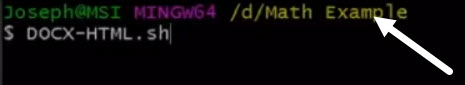 Joseph@MSI MINGW64 /d/Math Example
$ DOCX-HTML.sh